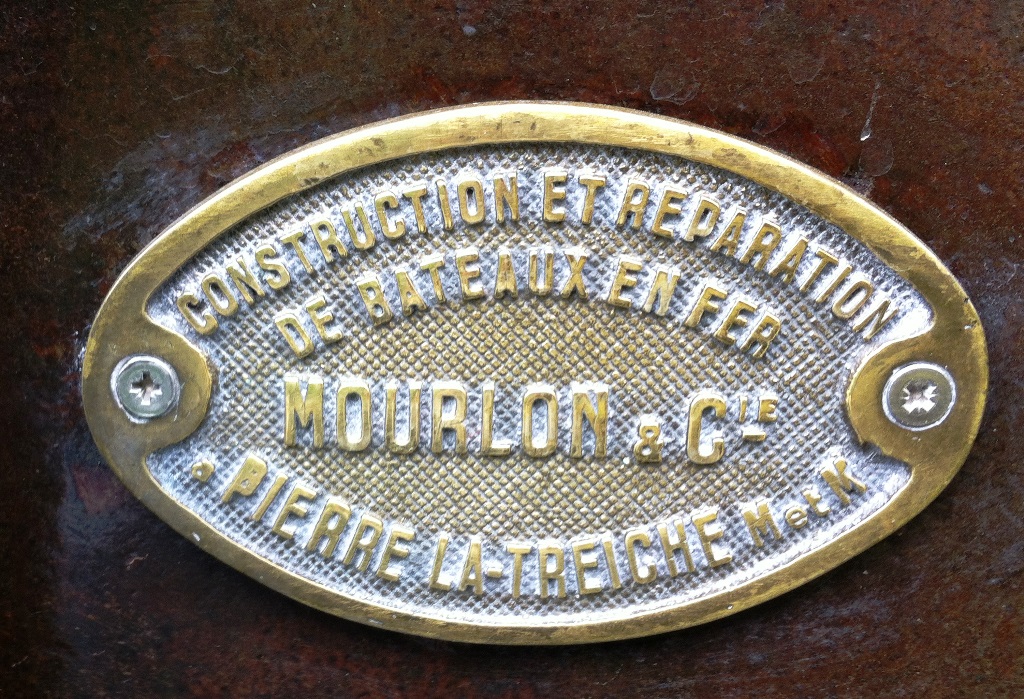 CONSTRUCTION ET REPARATION
DE BATEAUX EN FER
MOURLON & CIE
a PIERRE LA-TREICHE M et M